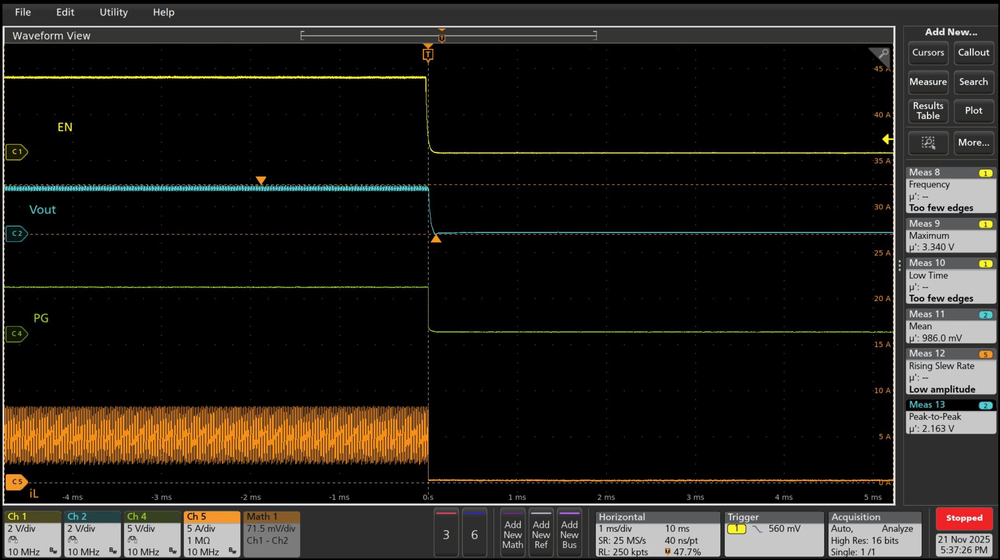 File Edit Utility Help
Waveform View
Add New...
Cursors Callout
Measure Search
Results
Table
Plot
More...
T
T
45 A
40 A
35 A
30 A
25 A
20 A
15 A
10 A
5 A
0 A
EN
C 1
Vout
C 2
PG
C 4
C 5
iL
-4 ms -3 ms -2 ms -1 ms 0 s 1 ms 2 ms 3 ms 4 ms 5 ms
Meas 8 1
Frequency
µ': --
Too few edges
Meas 9 1
Maximum
µ': 3.340 V
Meas 10 1
Low Time
µ': --
Too few edges
Meas 11 2
Mean
µ': 986.0 mV
Meas 12 5
Rising Slew Rate
µ': --
Low amplitude
Meas 13 2
Peak-to-Peak
µ': 2.163 V
Ch 1
2 V/div
10 MHz Bw
Ch 2
2 V/div
10 MHz Bw
Ch 4
5 V/div
10 MHz Bw
Ch 5
5 A/div
1 MΩ
10 MHz Bw
Math 1
71.5 mV/div
Ch1 - Ch2
3
6
Add
New
Math
Add
New
Ref
Add
New
Bus
Horizontal
1 ms/div 10 ms
SR: 25 MS/s 40 ns/pt
RL: 250 kpts 47.7%
Trigger
1 560 mV
Acquisition
Auto, Analyze
High Res: 16 bits
Single: 1 /1
Stopped
21 Nov 2025
5:37:26 PM